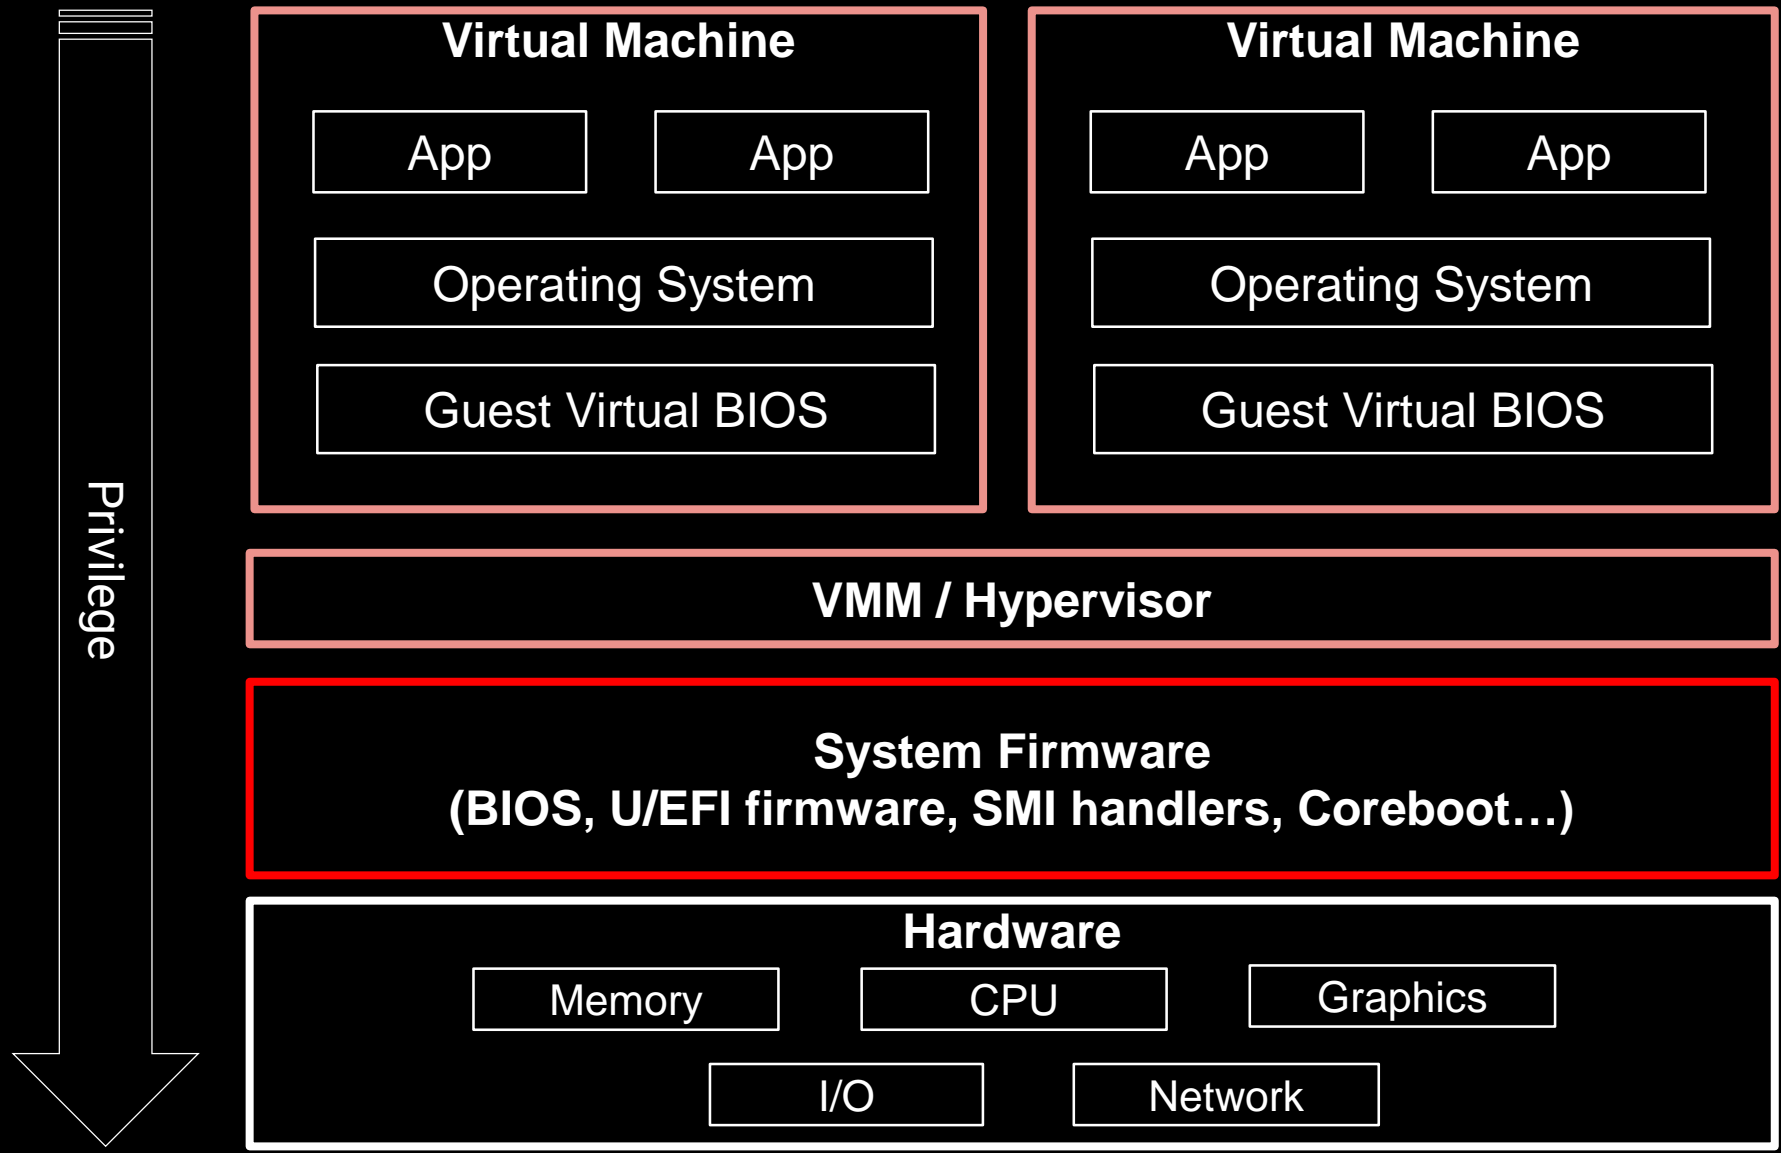 Privilege
Virtual Machine
App
App
Operating System
Guest Virtual BIOS
Virtual Machine
App
App
Operating System
Guest Virtual BIOS
VMM / Hypervisor
System Firmware
(BIOS, U/EFI firmware, SMI handlers, Coreboot…)
Hardware
Memory
CPU
Graphics
I/O
Network